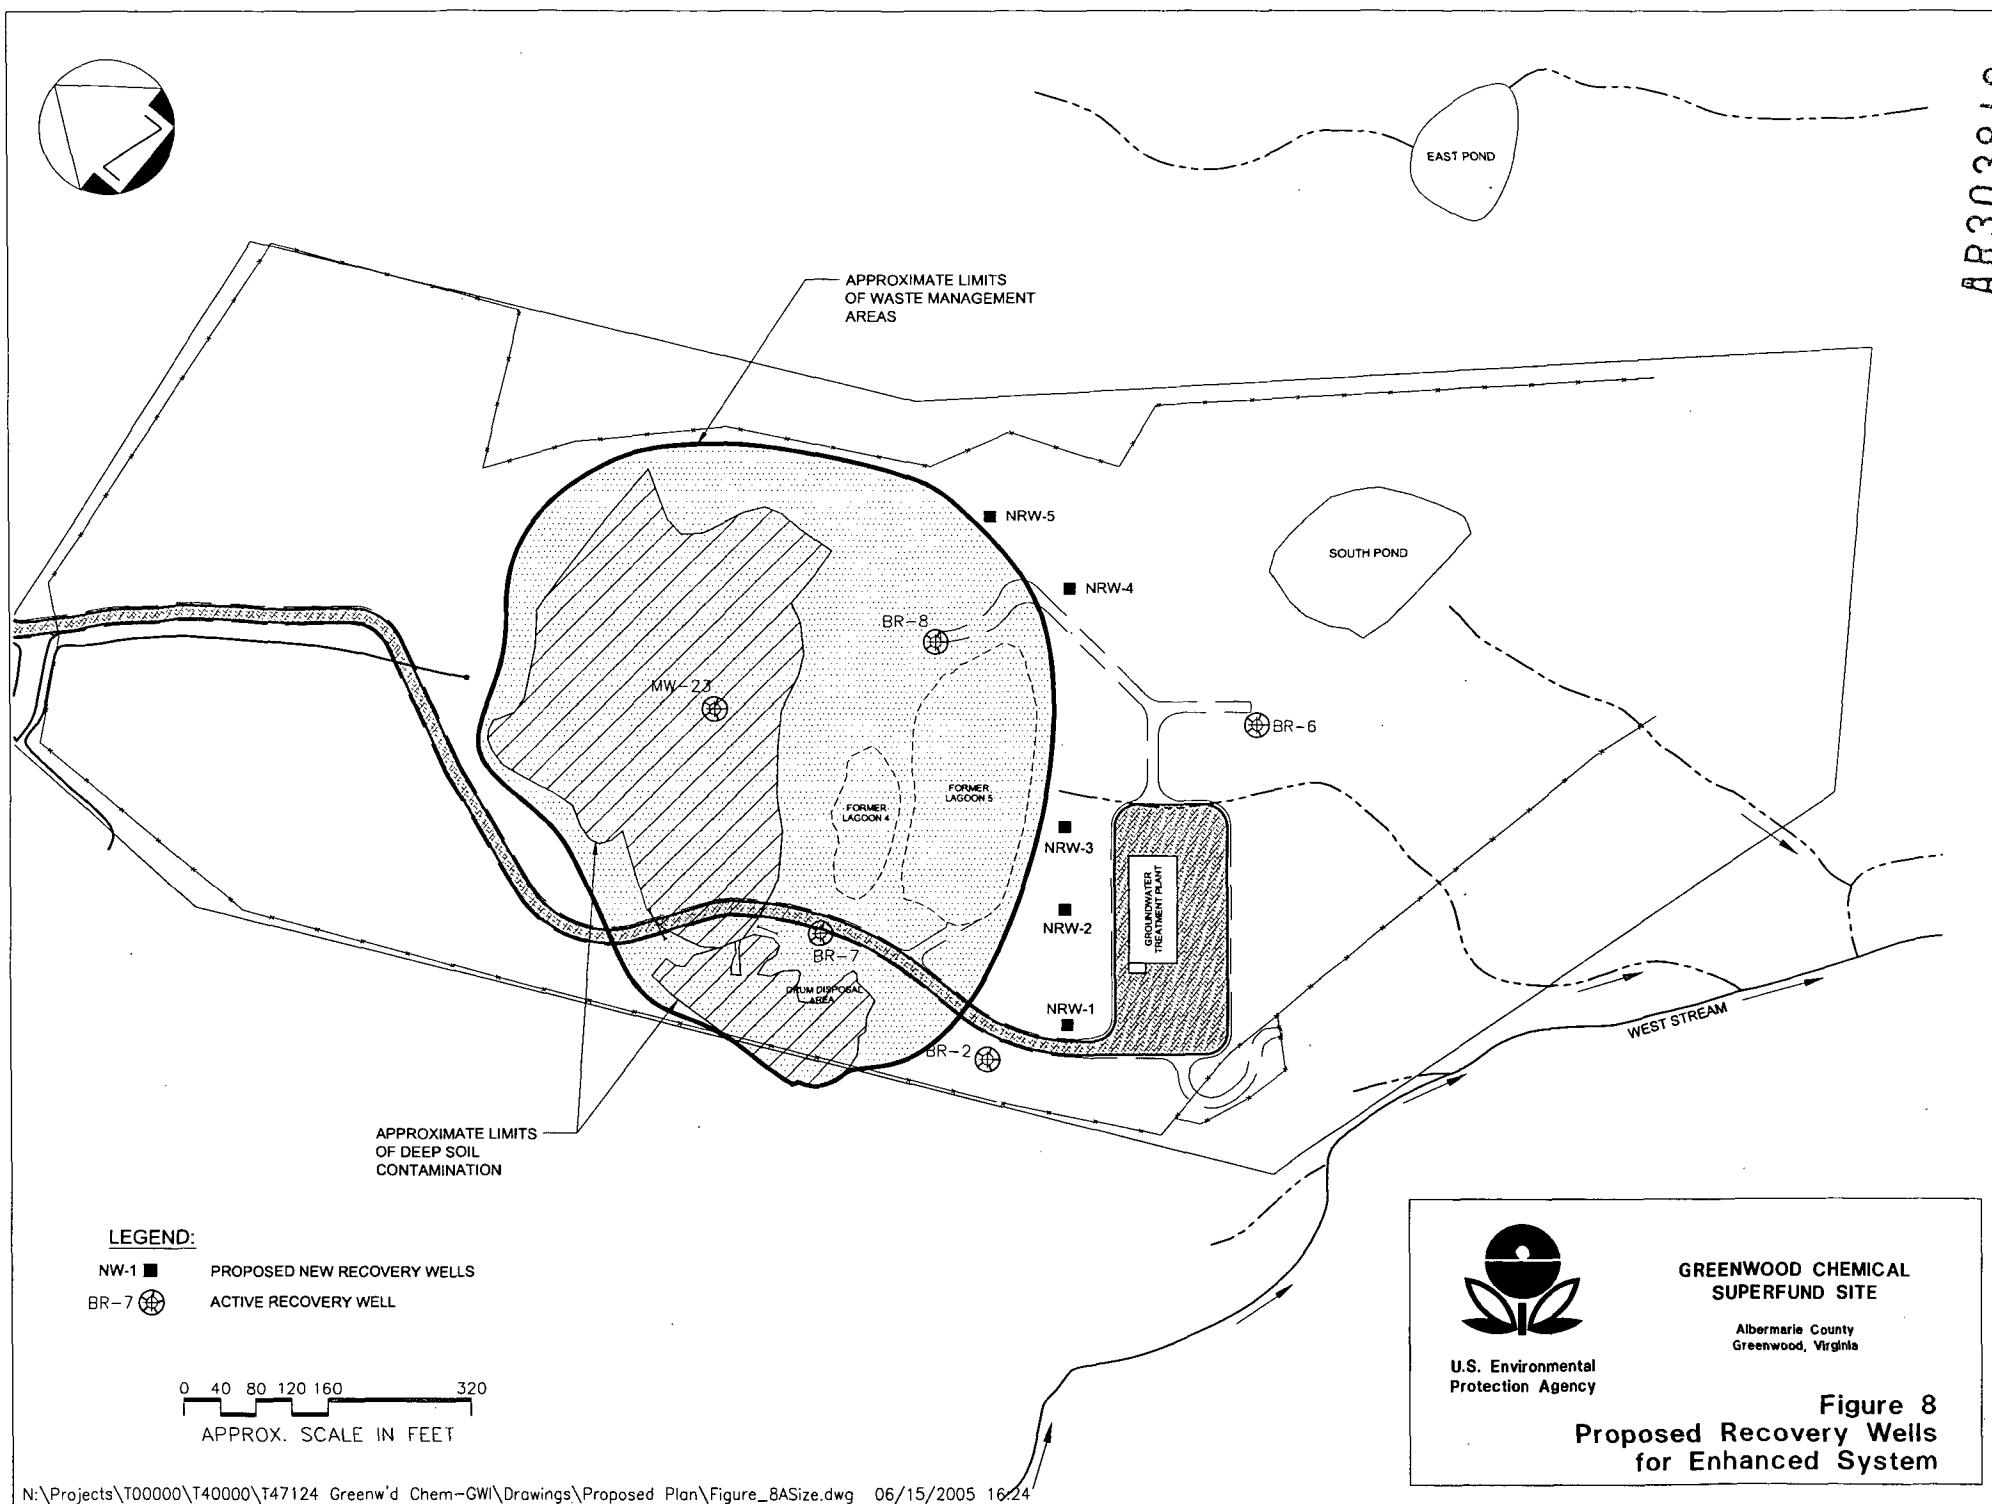 EAST POND
APPROXIMATE LIMITS
OF WASTE MANAGEMENT
AREAS
NRW-5
SOUTH POND
NRW-4
BR-8
MW-23
BR-6
FORMER
LAGOON 5
FORMER
LAGOON 4
NRW-3
GROUNDWATER
TREATMENT PLANT
NRW-2
BR-7
DRUM DISPOSAL
AREA
NRW-1
WEST STREAM
BR-2
APPROXIMATE LIMITS
OF DEEP SOIL
CONTAMINATION
LEGEND:
NW-1 PROPOSED NEW RECOVERY WELLS
BR-7 ACTIVE RECOVERY WELL
0 40 80 120 160 320
APPROX. SCALE IN FEET
GREENWOOD CHEMICAL
SUPERFUND SITE
Albermarle County
Greenwood, Virginia
U.S. Environmental
Protection Agency
Figure 8
Proposed Recovery Wells
for Enhanced System
N:\Projects\T00000\T40000\T47124 Greenw'd Chem-GWI\Drawings\Proposed Plan\Figure_8ASize.dwg 06/15/2005 16:24